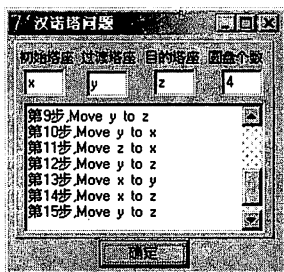 汉诺塔问题
初始塔座 过渡塔座 目的塔座 圆盘个数
x y z 4
第9步,Move y to z
第10步,Move y to x
第11步,Move z to x
第12步,Move y to z
第13步,Move x to y
第14步,Move x to z
第15步,Move y to z
确定